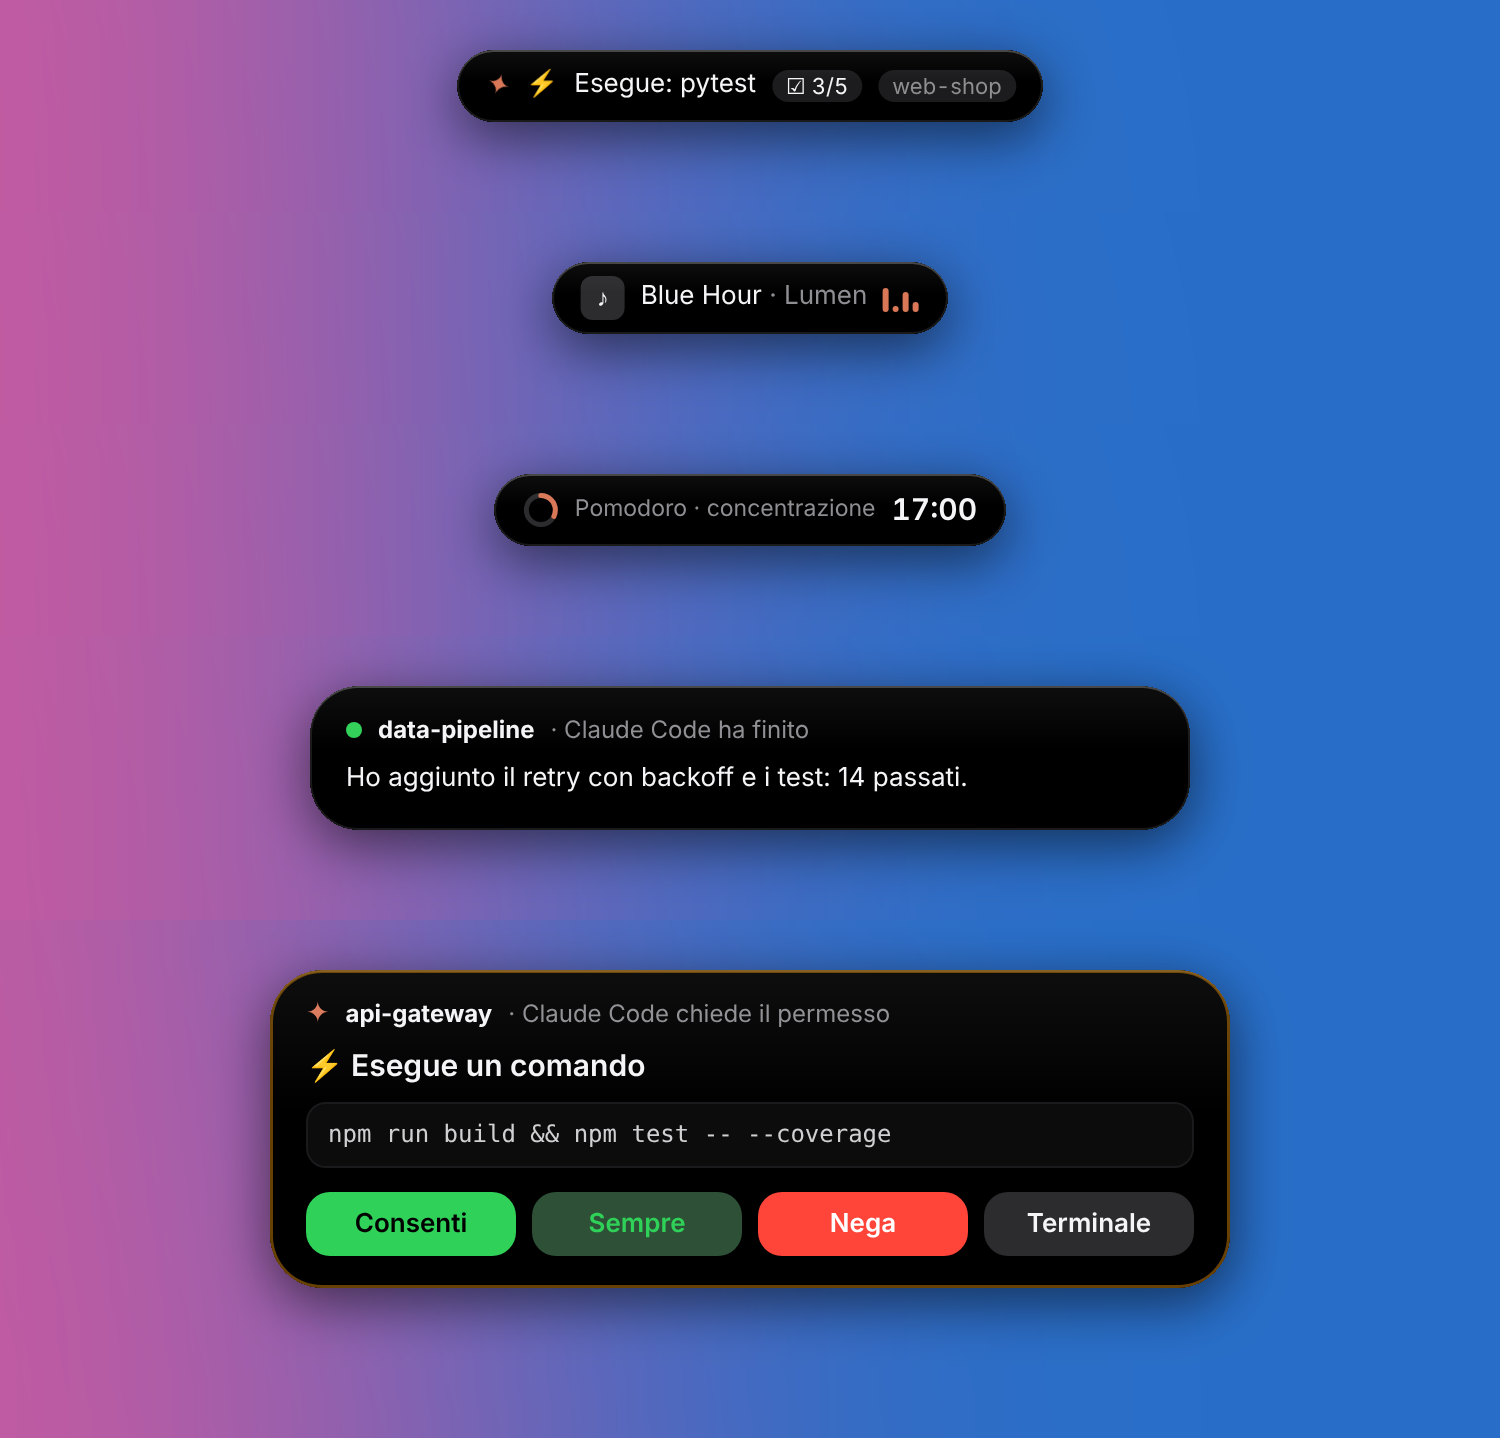 ⚡ Esegue: pytest ☑ 3/5 web-shop
♪ Blue Hour · Lumen
Pomodoro · concentrazione 17:00
data-pipeline · Claude Code ha finito
Ho aggiunto il retry con backoff e i test: 14 passati.
✦ api-gateway · Claude Code chiede il permesso
⚡ Esegue un comando
npm run build && npm test -- --coverage
Consenti Sempre Nega Terminale